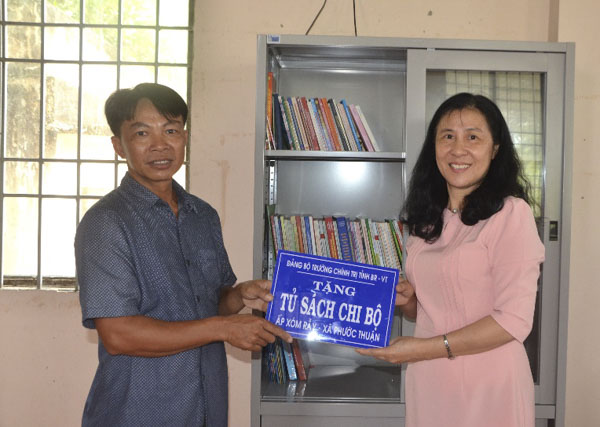 ĐẢNG BỘ TRƯỜNG CHÍNH TRỊ TỈNH BR - VT
TẶNG
TỦ SÁCH CHI BỘ
ẤP XÓM RẪY - XÃ PHƯỚC THUẬN